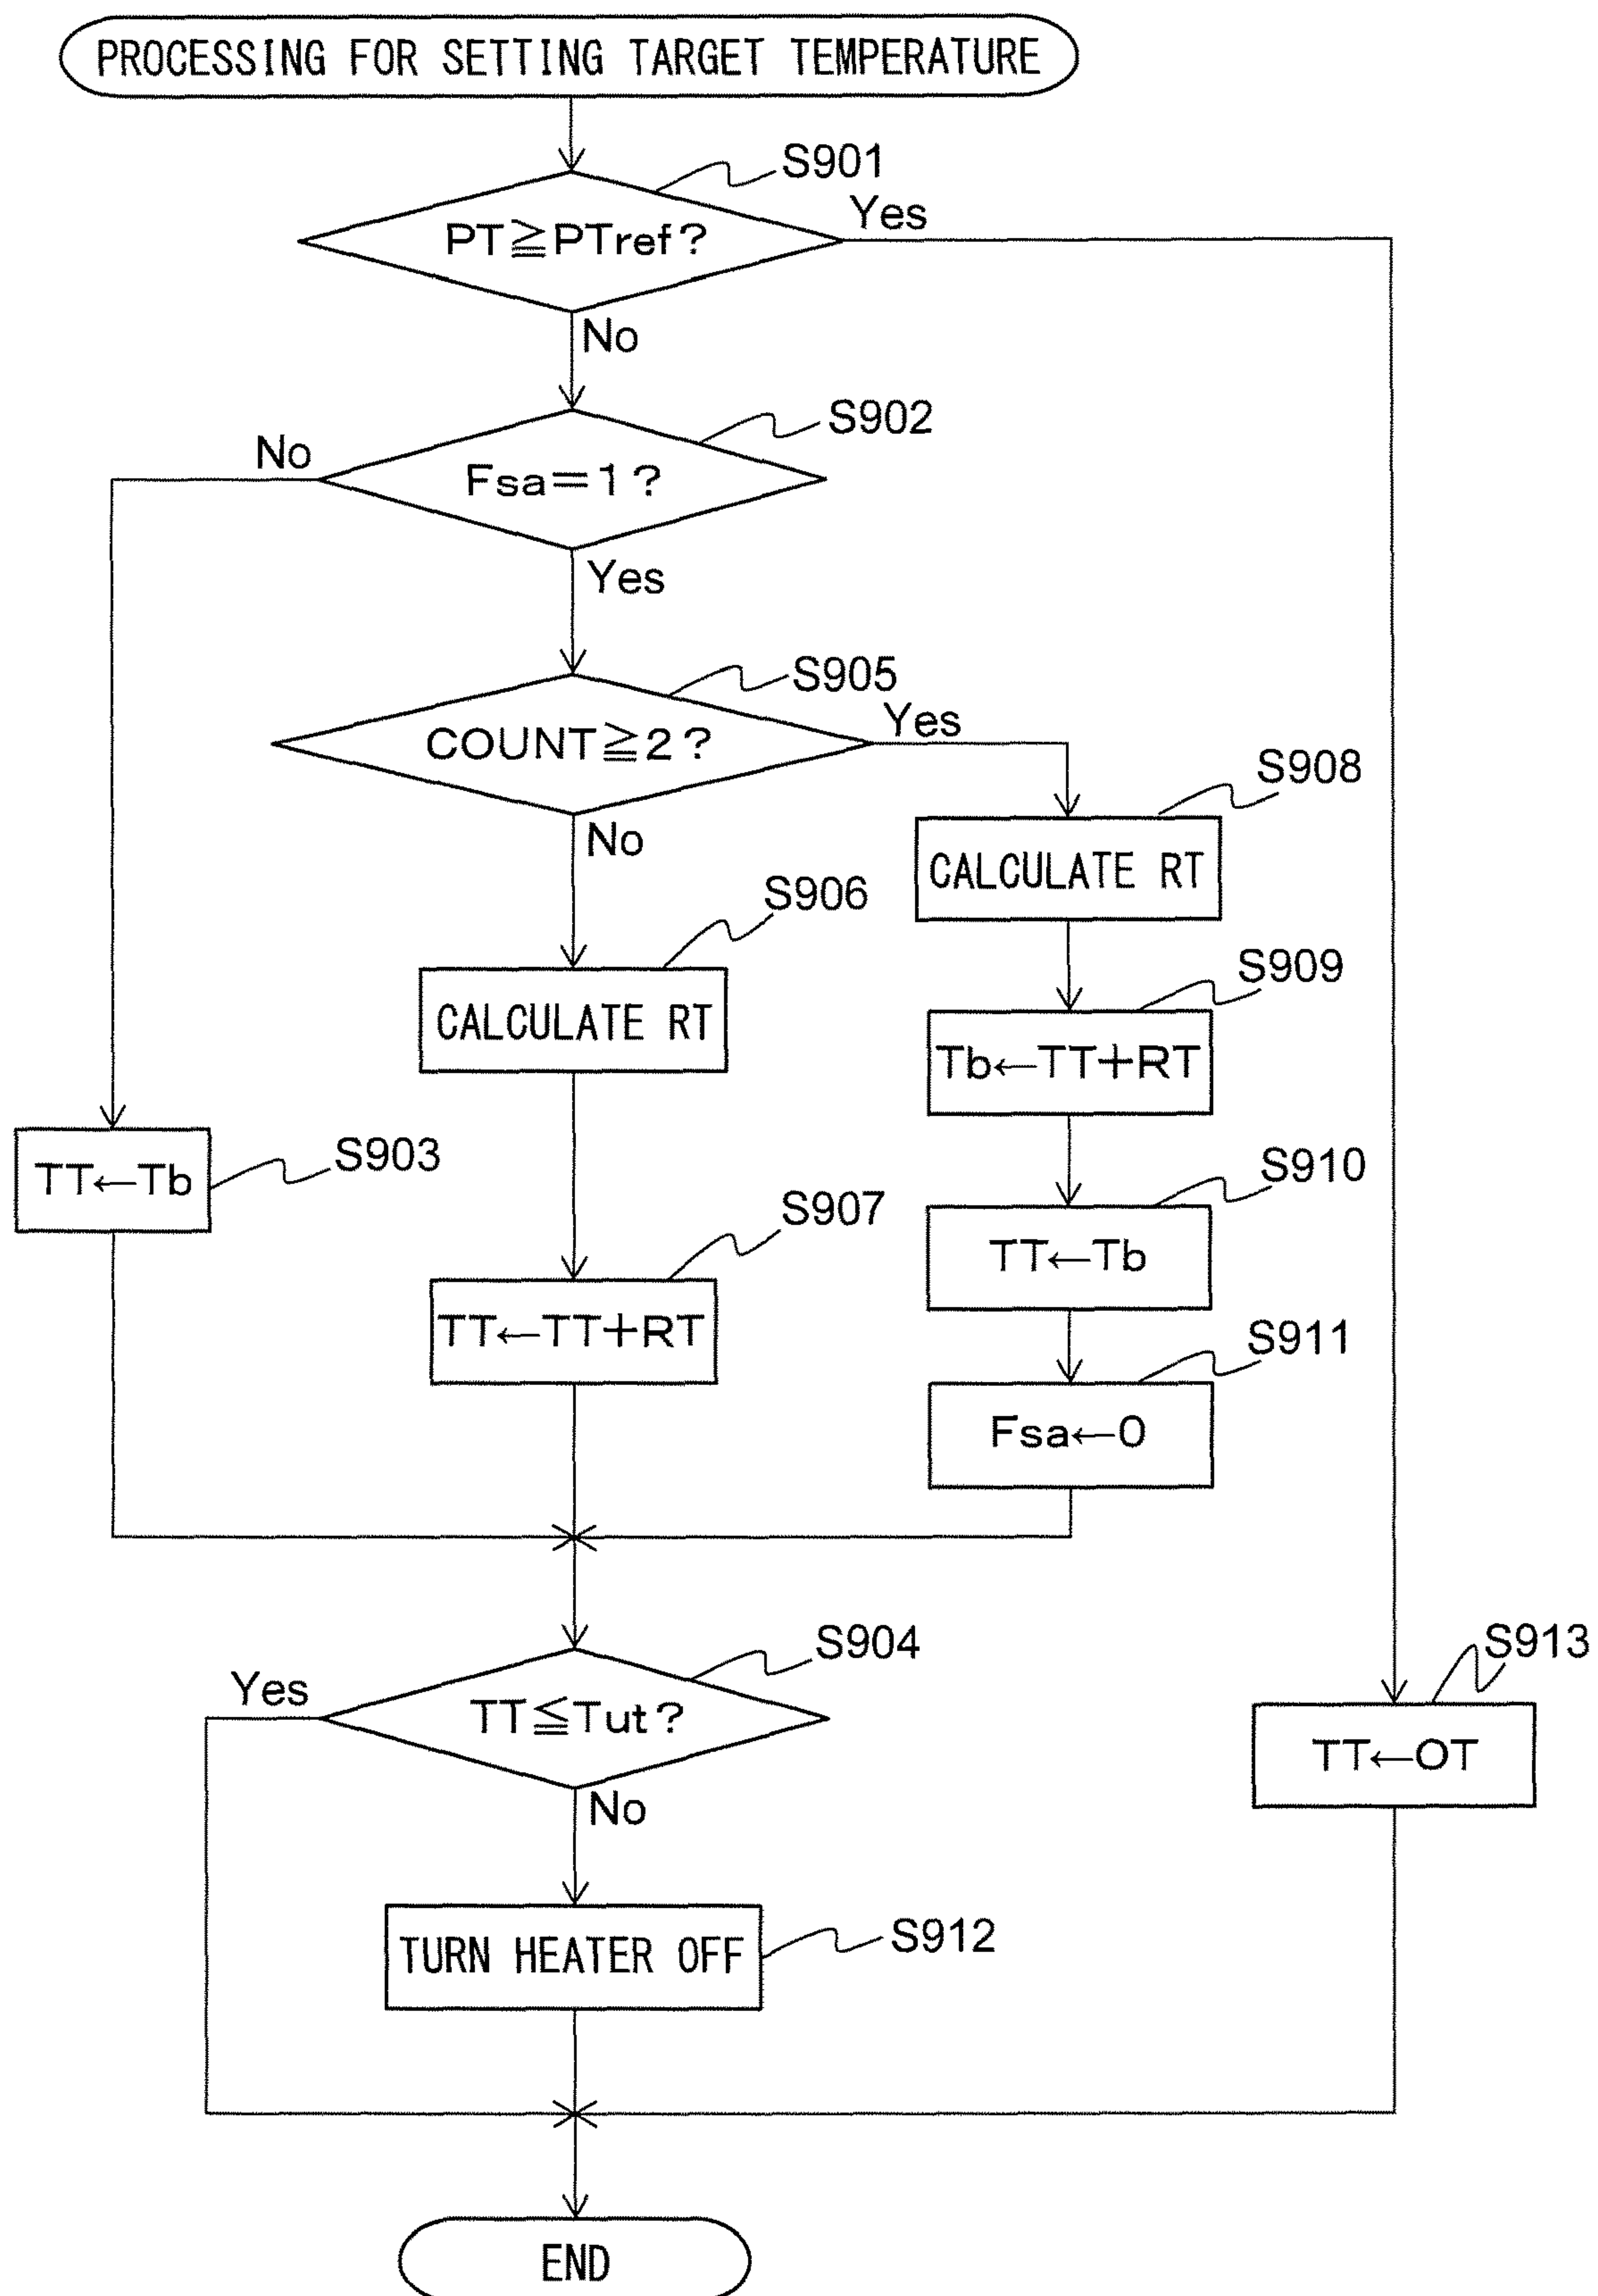 PROCESSING FOR SETTING TARGET TEMPERATURE
S901
PT≧PTref?
Yes
No
S902
No
Fsa=1?
Yes
S905
COUNT≧2?
Yes
No
S908
CALCULATE RT
S906
CALCULATE RT
S909
Tb←TT+RT
S903
TT←Tb
S910
TT←Tb
S907
TT←TT+RT
S911
Fsa←0
S904
Yes
TT≦Tut?
No
S913
TT←OT
S912
TURN HEATER OFF
END